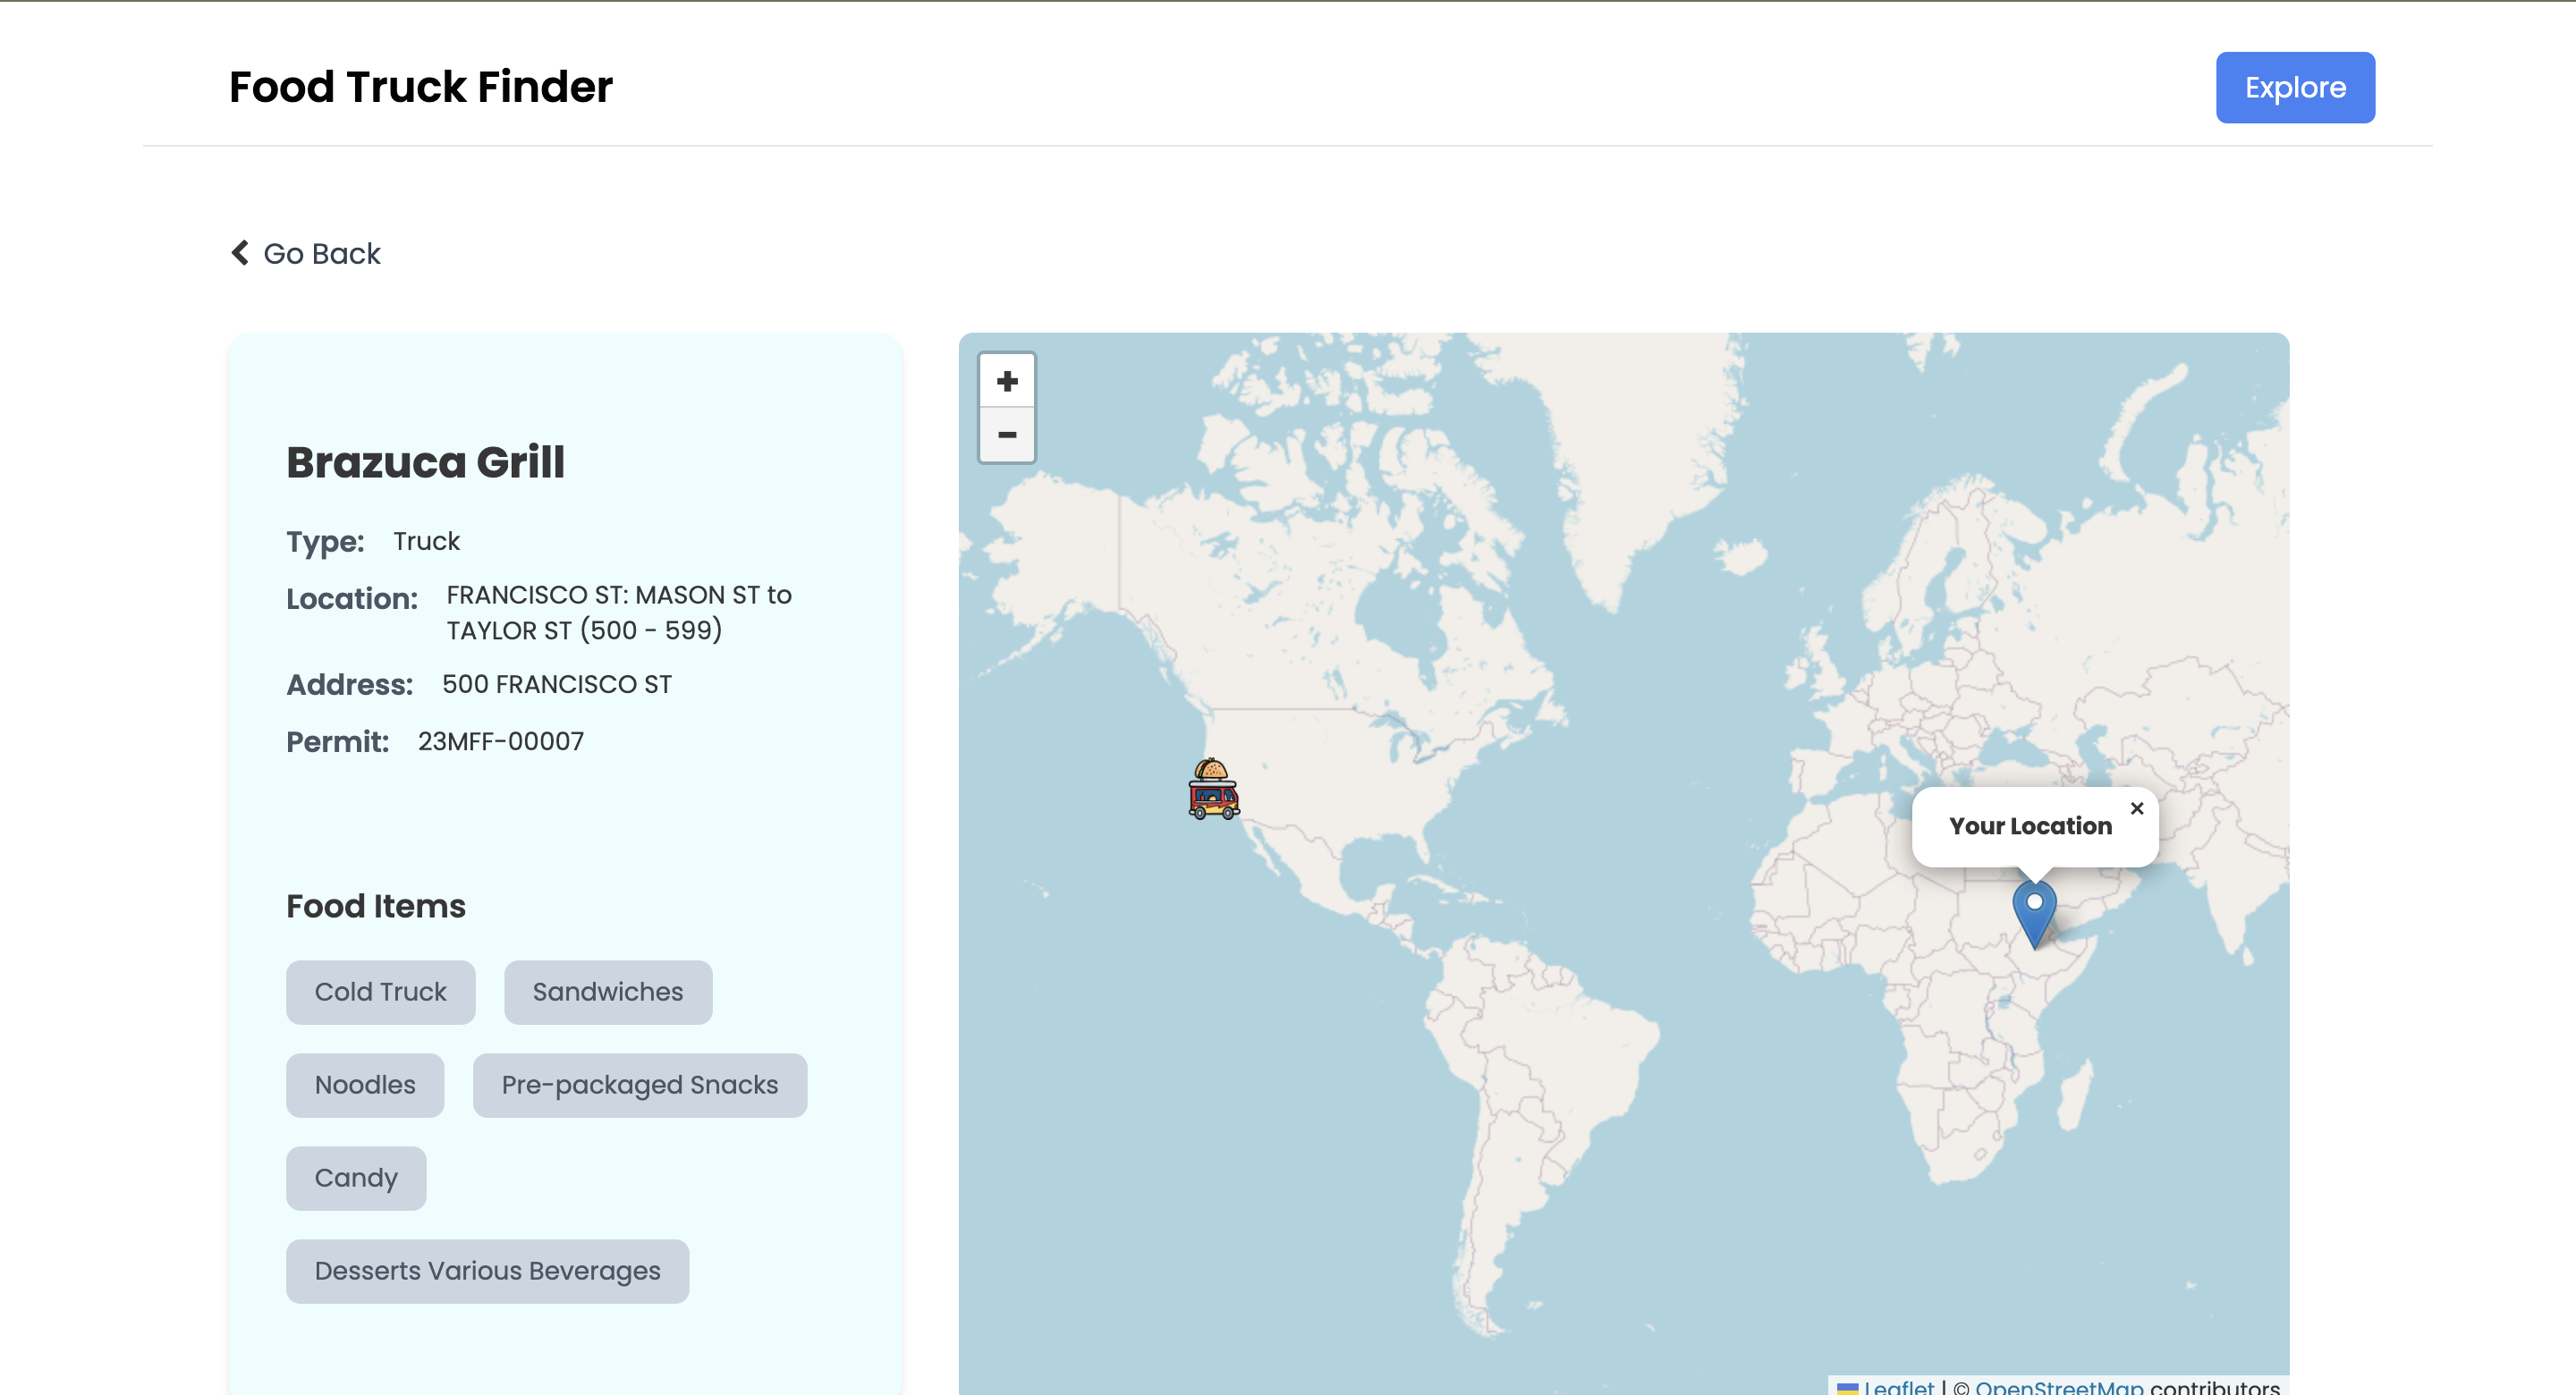 Food Truck Finder
Explore
Go Back
Brazuca Grill
Type: Truck
Location: FRANCISCO ST: MASON ST to
TAYLOR ST (500 - 599)
Address: 500 FRANCISCO ST
Permit: 23MFF-00007
Food Items
Cold Truck
Sandwiches
Noodles
Pre-packaged Snacks
Candy
Desserts Various Beverages
+
−
Your Location
×
Leaflet | © OpenStreetMap contributors